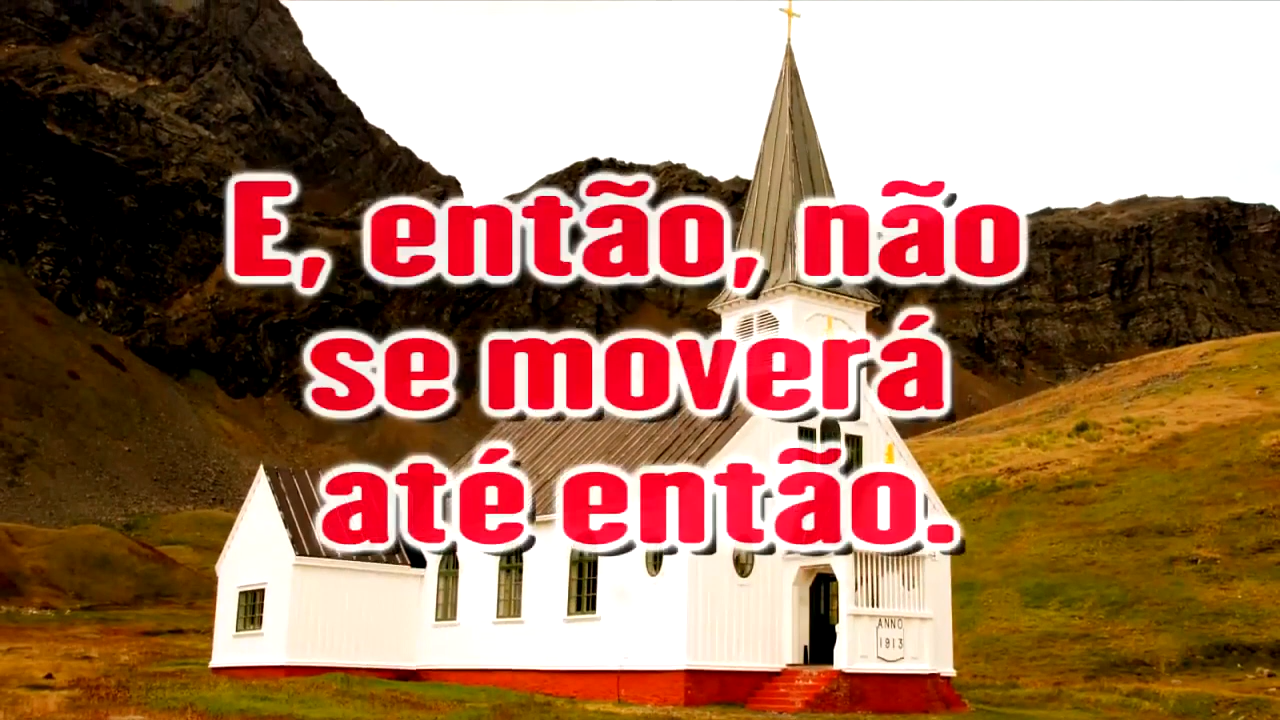 E, então, não
se moverá
até então.
ANNO
1913